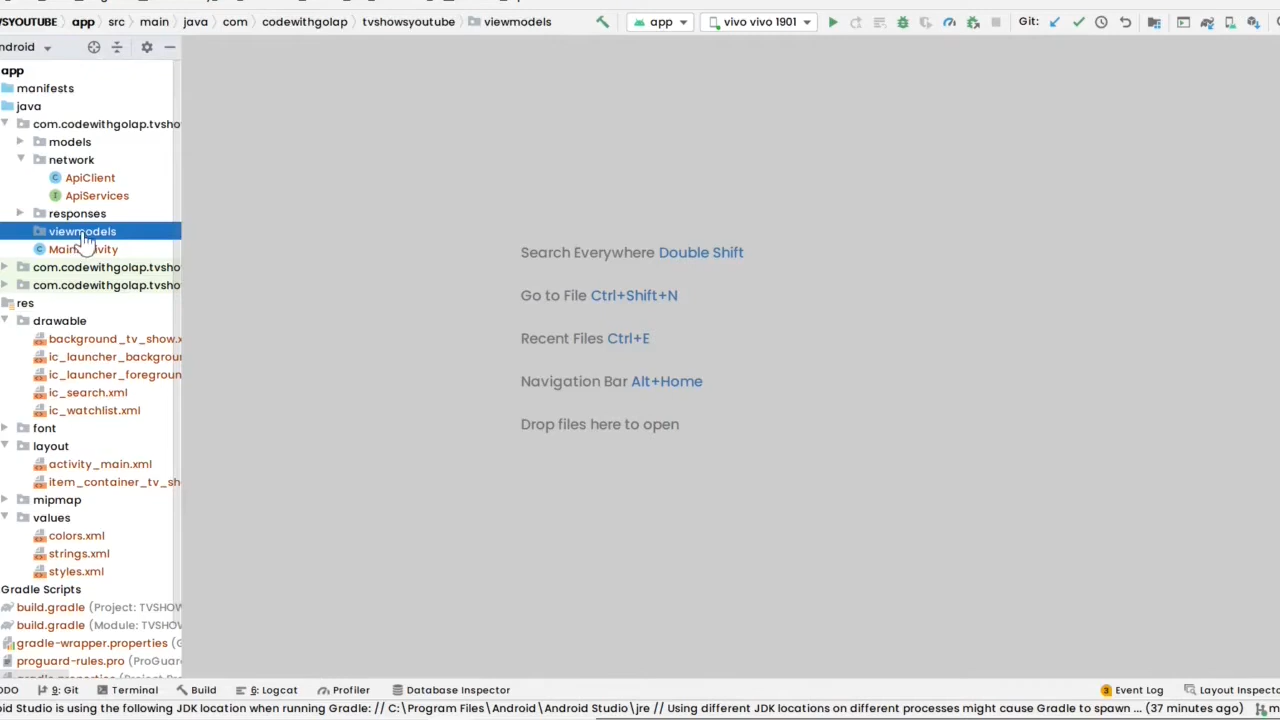 VSYOUTUBE app src main java com codewithgolap tvshowsyoutube viewmodels app vivo vivo 1901 Git:
ndroid
app
manifests
java
com.codewithgolap.tvsho
models
network
ApiClient
ApiServices
responses
viewmodels
com.codewithgolap.tvsho
com.codewithgolap.tvsho
res
drawable
background_tv_show.x
ic_launcher_backgroun
ic_launcher_foregroun
ic_search.xml
ic_watchlist.xml
font
layout
activity_main.xml
item_container_tv_sh
mipmap
values
colors.xml
strings.xml
styles.xml
Gradle Scripts
build.gradle (Project: TVSHOW
build.gradle (Module: TVSHOW
gradle-wrapper.properties (G
proguard-rules.pro (ProGuar
Search Everywhere Double Shift
Go to File Ctrl+Shift+N
Recent Files Ctrl+E
Navigation Bar Alt+Home
Drop files here to open
ODO 9: Git Terminal Build 6: Logcat Profiler Database Inspector 3 Event Log Layout Inspecto
oid Studio is using the following JDK location when running Gradle: // C:\Program Files\Android\Android Studio\jre // Using different JDK locations on different processes might cause Gradle to spawn ... (37 minutes ago) m